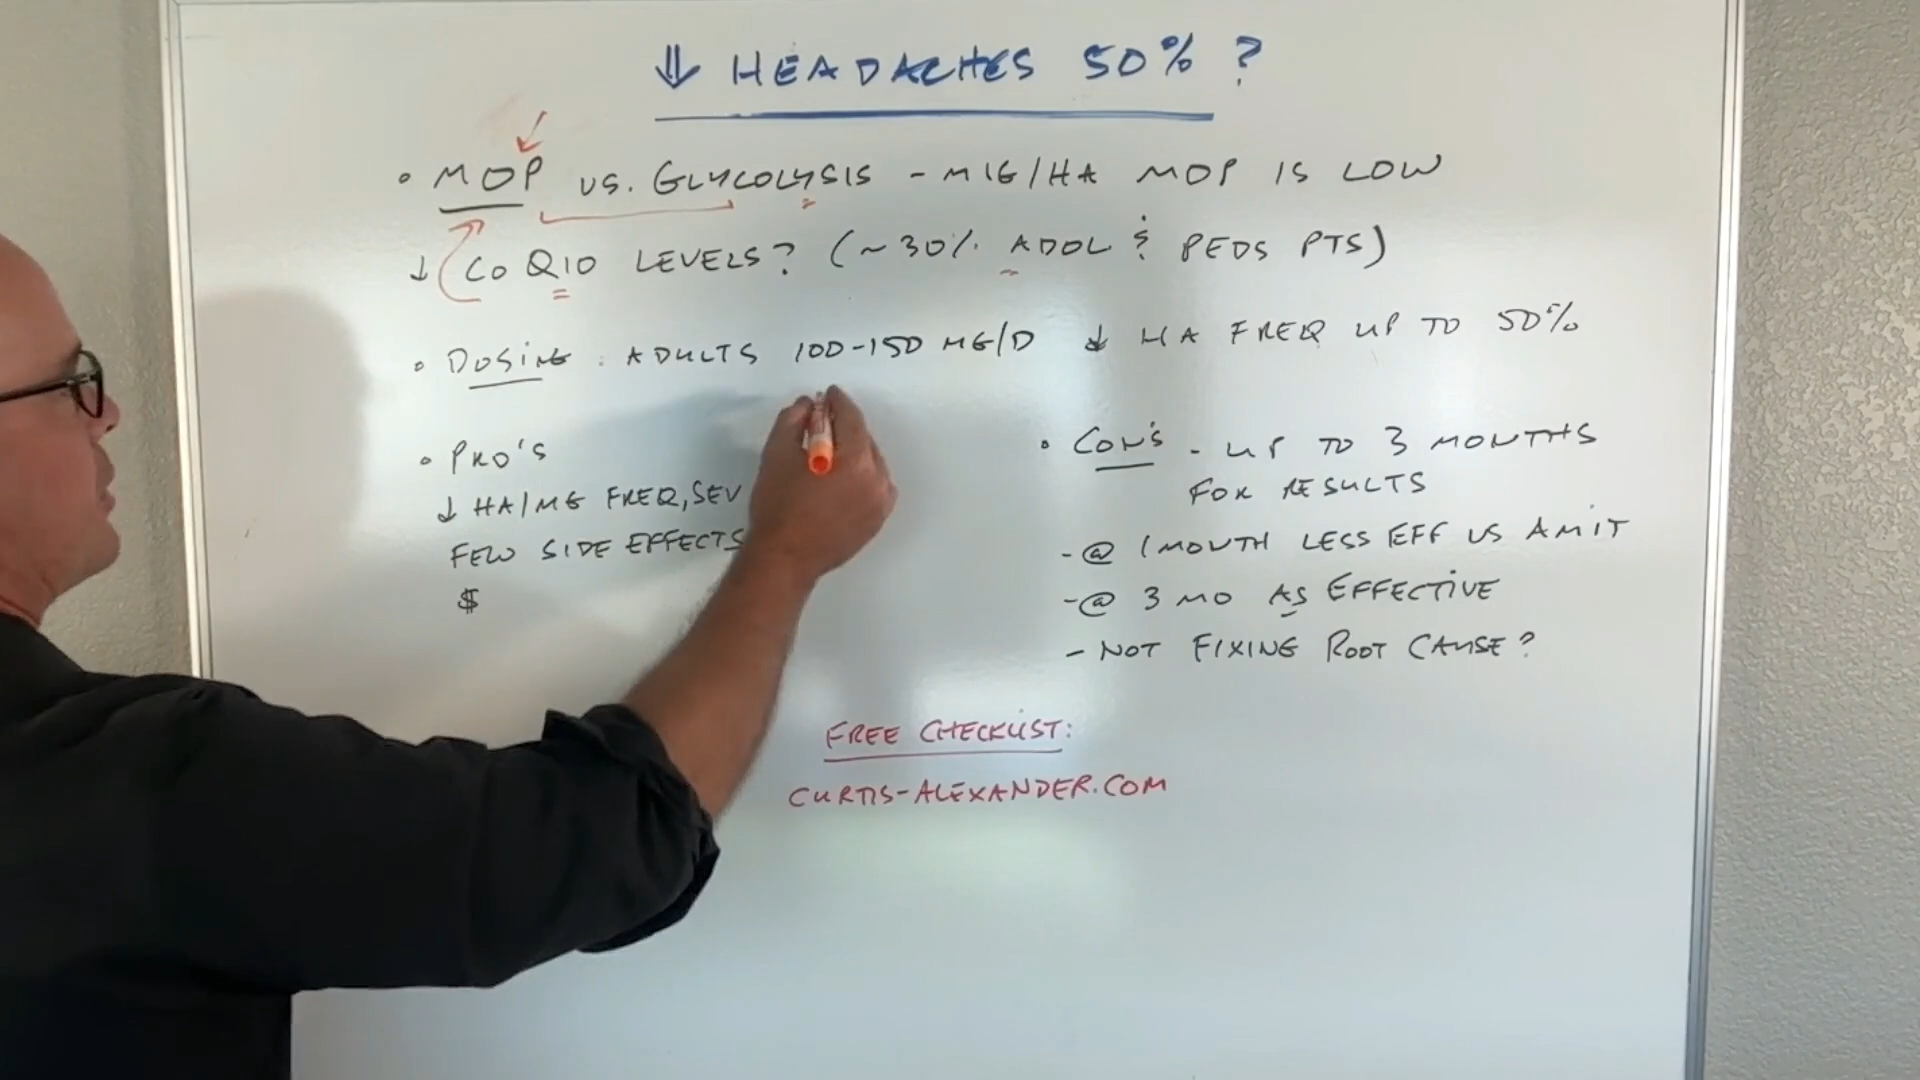 ↓ HEADACHES 50% ?
• MOP vs. GLYCOLYSIS - MIG/HA MOP IS LOW
↓ CO Q10 LEVELS? (~30% ADOL & PEDS PTS)
• DOSING: ADULTS 100-150 MG/D ↓ HA FREQ UP TO 50%
• PRO'S
↓ HA/MG FREQ, SEV
FEW SIDE EFFECTS
$
• CON'S - UP TO 3 MONTHS
FOR RESULTS
- @ 1 MONTH LESS EFF VS AMIT
- @ 3 MO AS EFFECTIVE
- NOT FIXING ROOT CAUSE?
FREE CHECKLIST:
CURTIS-ALEXANDER.COM